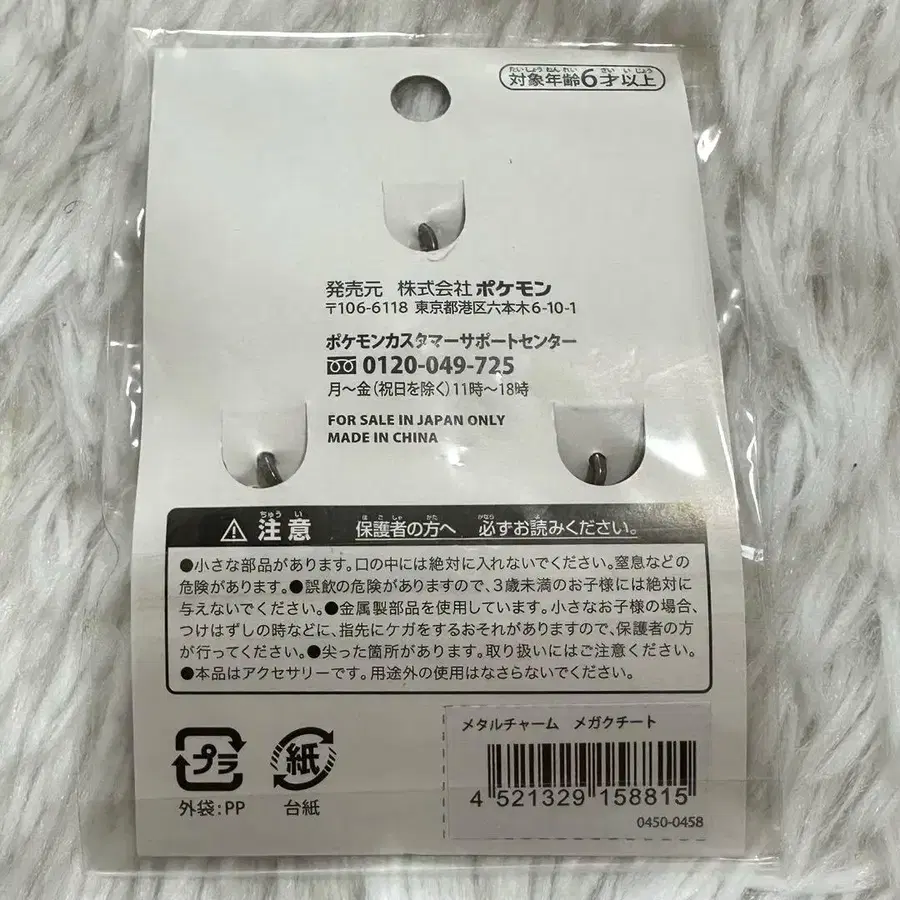 対象年齢6才以上
発売元 株式会社ポケモン
〒106-6118 東京都港区六本木6-10-1
ポケモンカスタマーサポートセンター
0120-049-725
月〜金(祝日を除く)11時〜18時
FOR SALE IN JAPAN ONLY
MADE IN CHINA
注意 保護者の方へ 必ずお読みください。
●小さな部品があります。口の中には絶対に入れないでください。窒息などの
危険があります。●誤飲の危険がありますので、3歳未満のお子様には絶対に
与えないでください。●金属製部品を使用しています。小さなお子様の場合、
つけはずしの時などに、指先にケガをするおそれがありますので、保護者の方
が行ってください。●尖った箇所があります。取り扱いにはご注意ください。
●本品はアクセサリーです。用途外の使用はなさらないでください。
プラ
外袋:PP
紙
台紙
メタルチャーム メガクチート
4 521329 158815
0450-0458